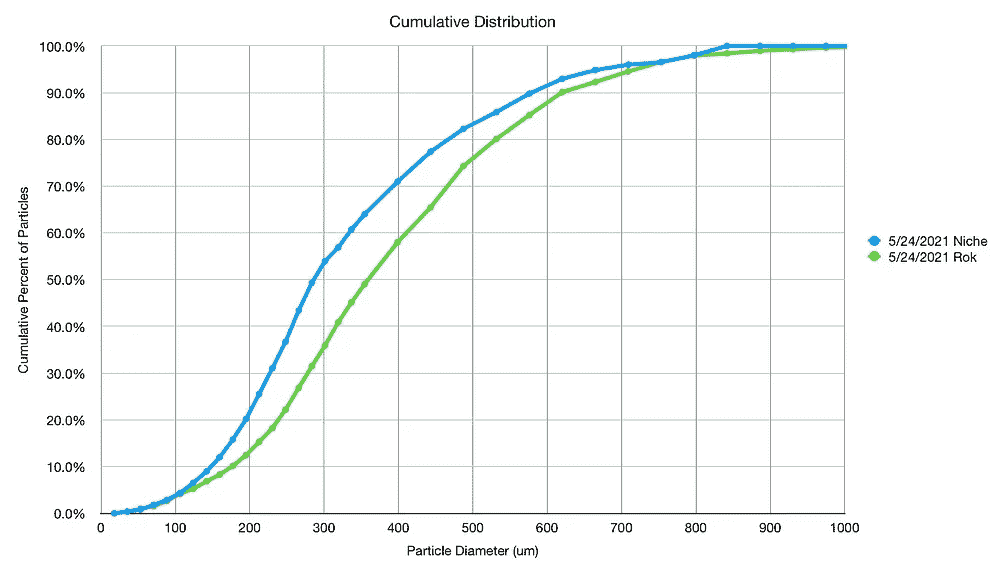 Cumulative Distribution
100.0%
90.0%
80.0%
70.0%
60.0%
50.0%
40.0%
30.0%
20.0%
10.0%
0.0%
Cumulative Percent of Particles
0 100 200 300 400 500 600 700 800 900 1000
Particle Diameter (um)
5/24/2021 Niche
5/24/2021 Rok